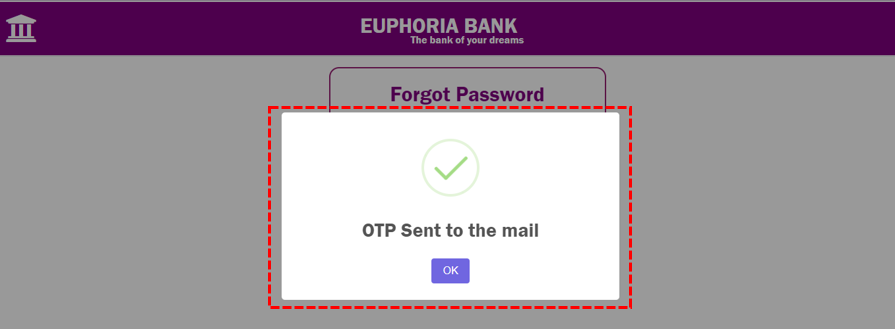 EUPHORIA BANK
The bank of your dreams
Forgot Password
OTP Sent to the mail
OK